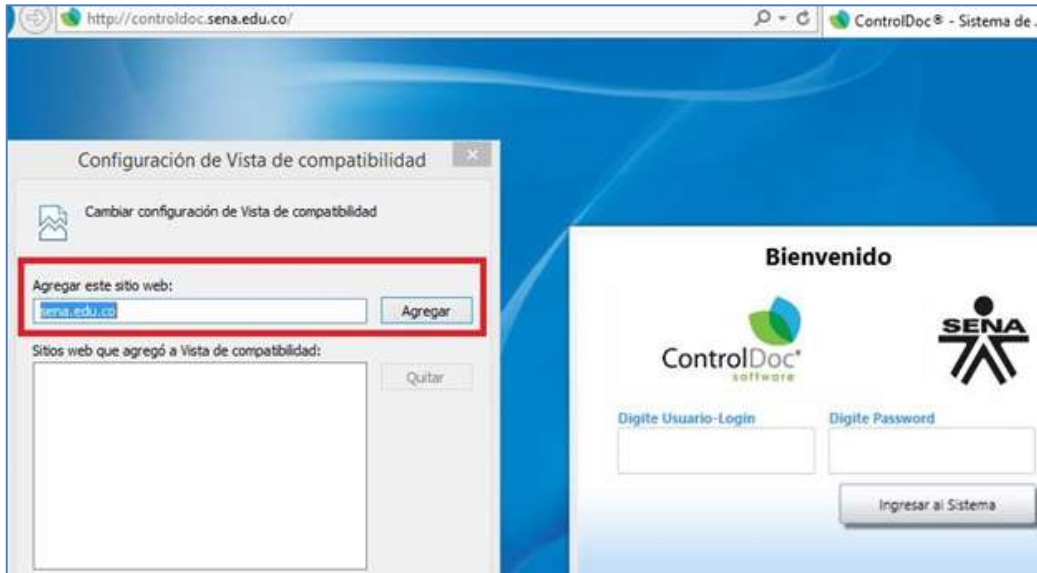 http://controldoc.sena.edu.co/
ControlDoc® - Sistema de ...
Configuración de Vista de compatibilidad
Cambiar configuración de Vista de compatibilidad
Agregar este sitio web:
sena.edu.co
Agregar
Sitios web que agregó a Vista de compatibilidad:
Quitar
Bienvenido
ControlDoc®
software
SENA
Digite Usuario-Login
Digite Password
Ingresar al Sistema